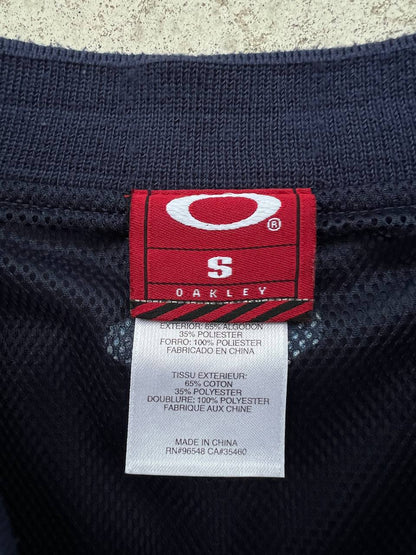 ®
S
OAKLEY
EXTERIOR: 65% ALGODON
35% POLIESTER
FORRO: 100% POLIESTER
FABRICADO EN CHINA
TISSU EXTERIEUR:
65% COTON
35% POLYESTER
DOUBLURE: 100% POLYESTER
FABRIQUE AUX CHINE
MADE IN CHINA
RN#96548 CA#35460